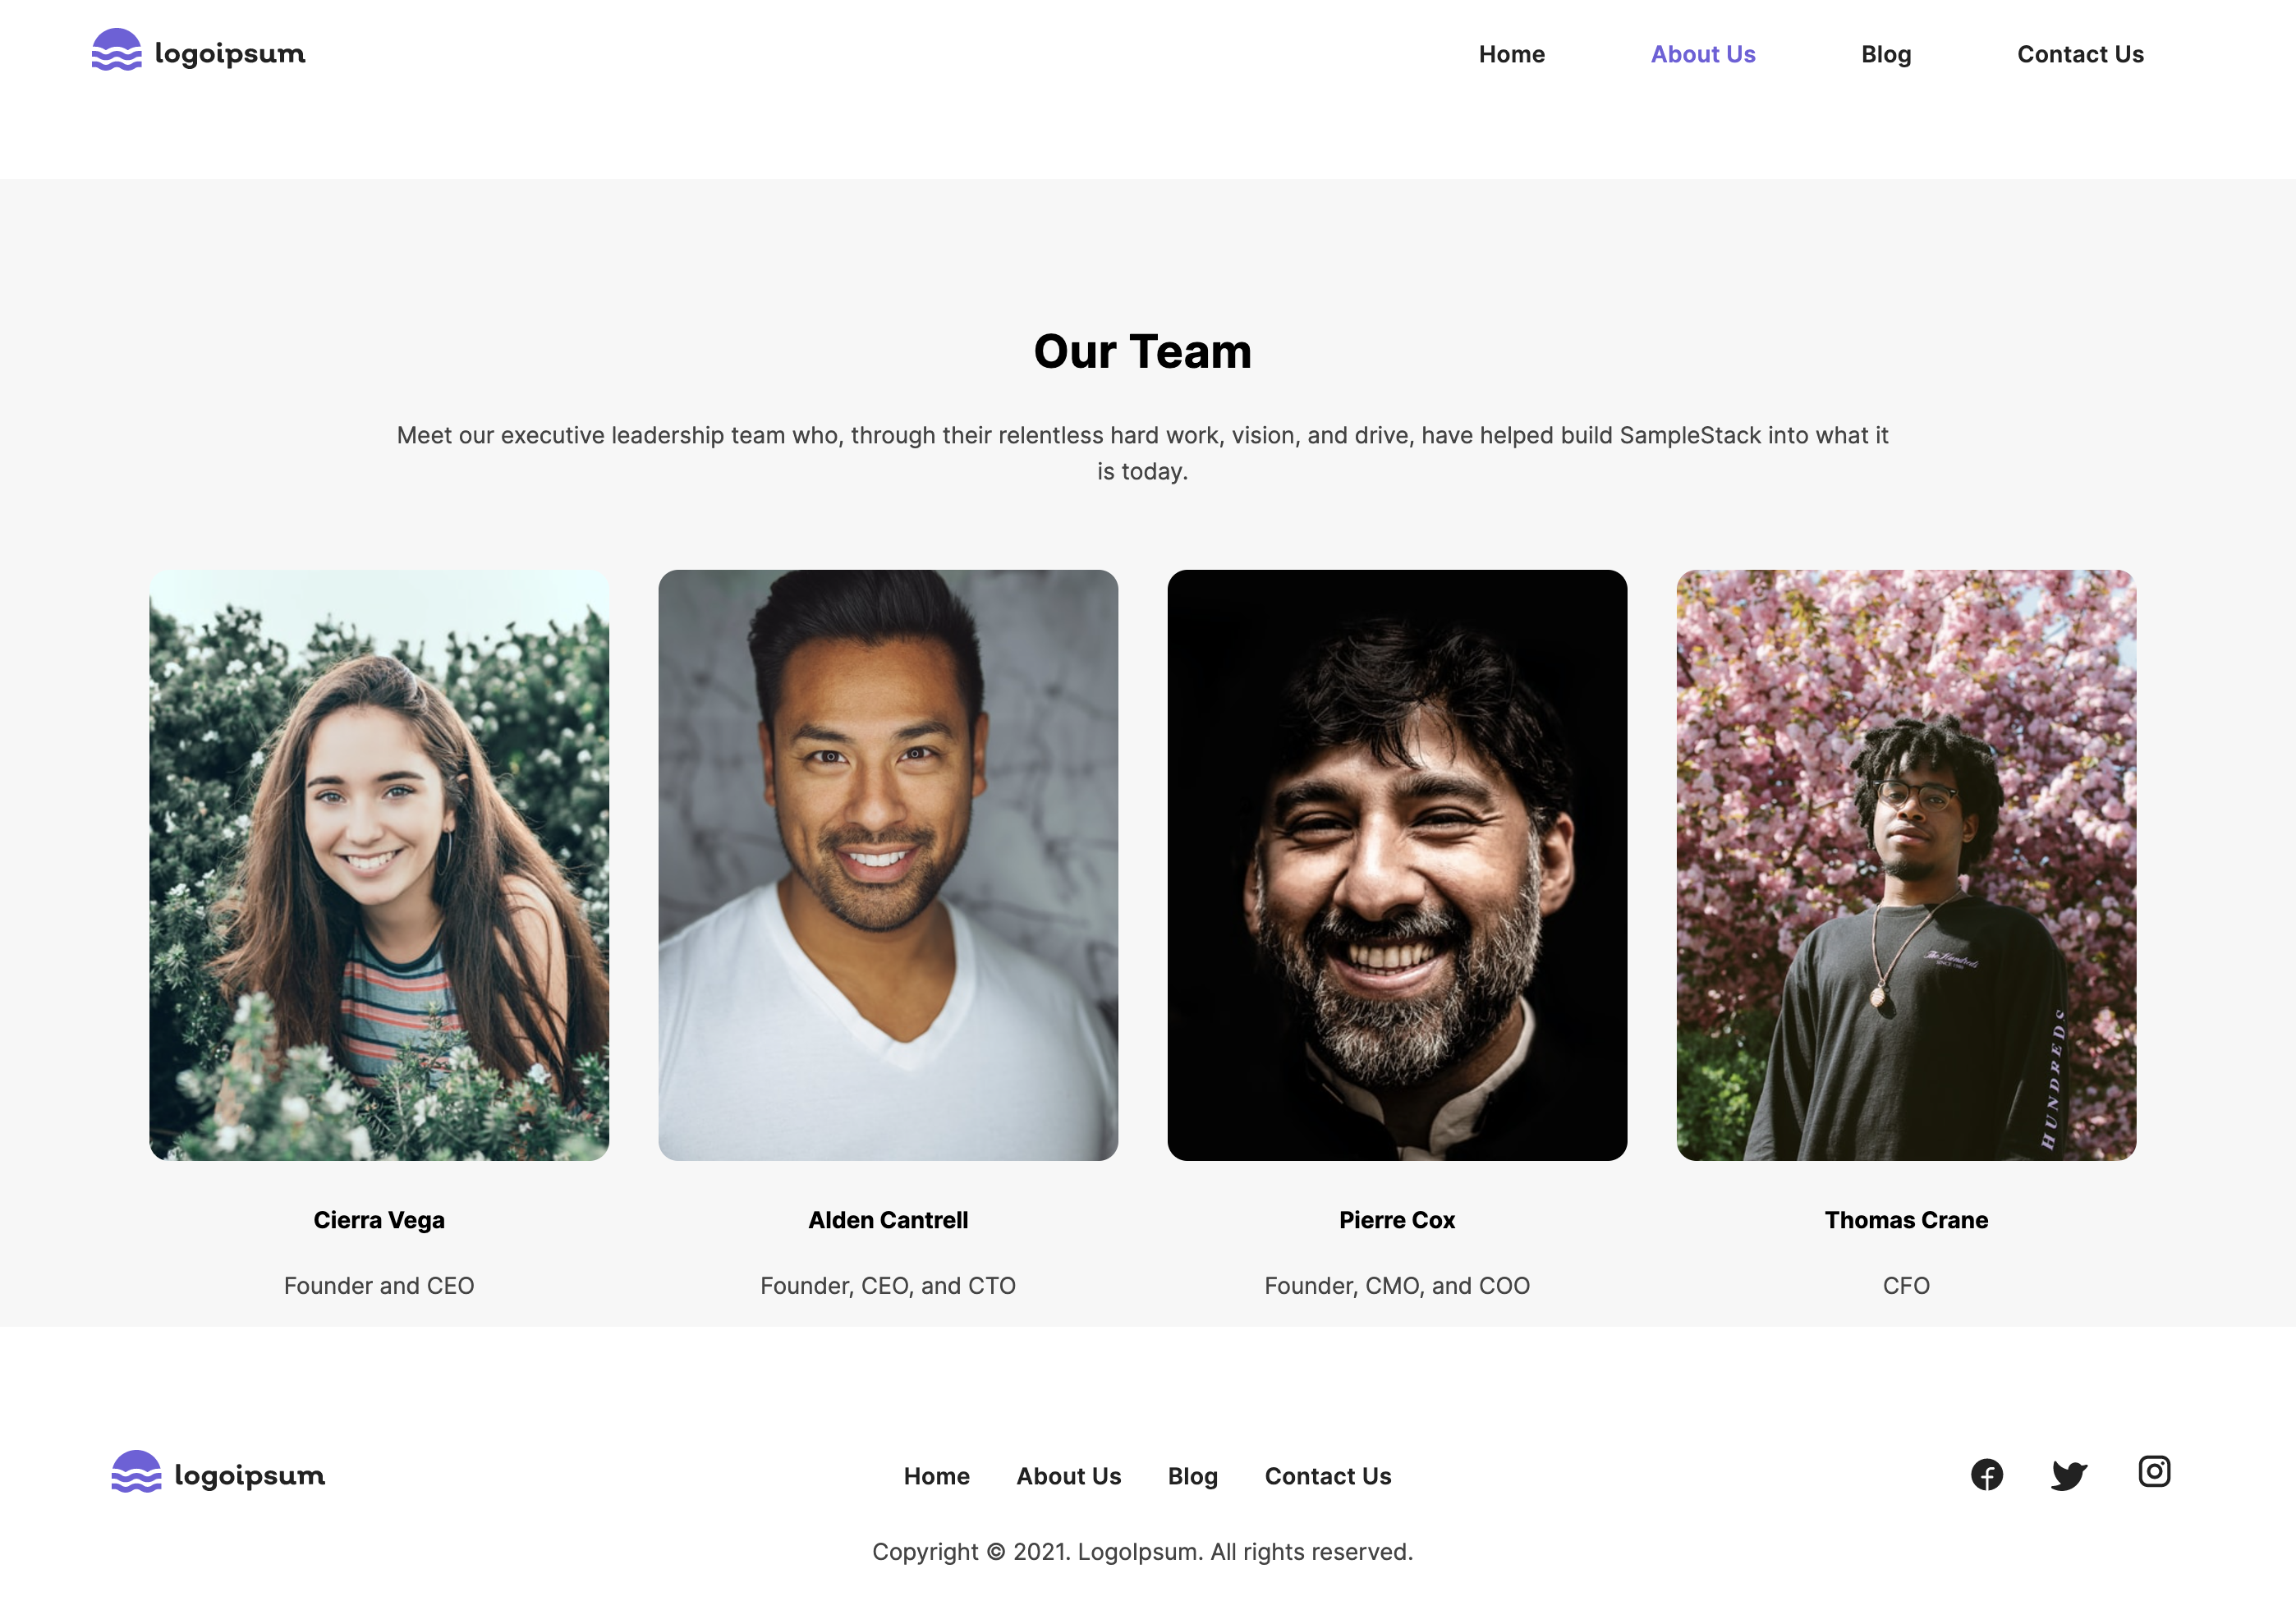 logoipsum
Home About Us Blog Contact Us
Our Team
Meet our executive leadership team who, through their relentless hard work, vision, and drive, have helped build SampleStack into what it
is today.
The Hundreds
HUNDREDS
Cierra Vega Alden Cantrell Pierre Cox Thomas Crane
Founder and CEO Founder, CEO, and CTO Founder, CMO, and COO CFO
logoipsum
Home About Us Blog Contact Us
Copyright © 2021. LogoIpsum. All rights reserved.